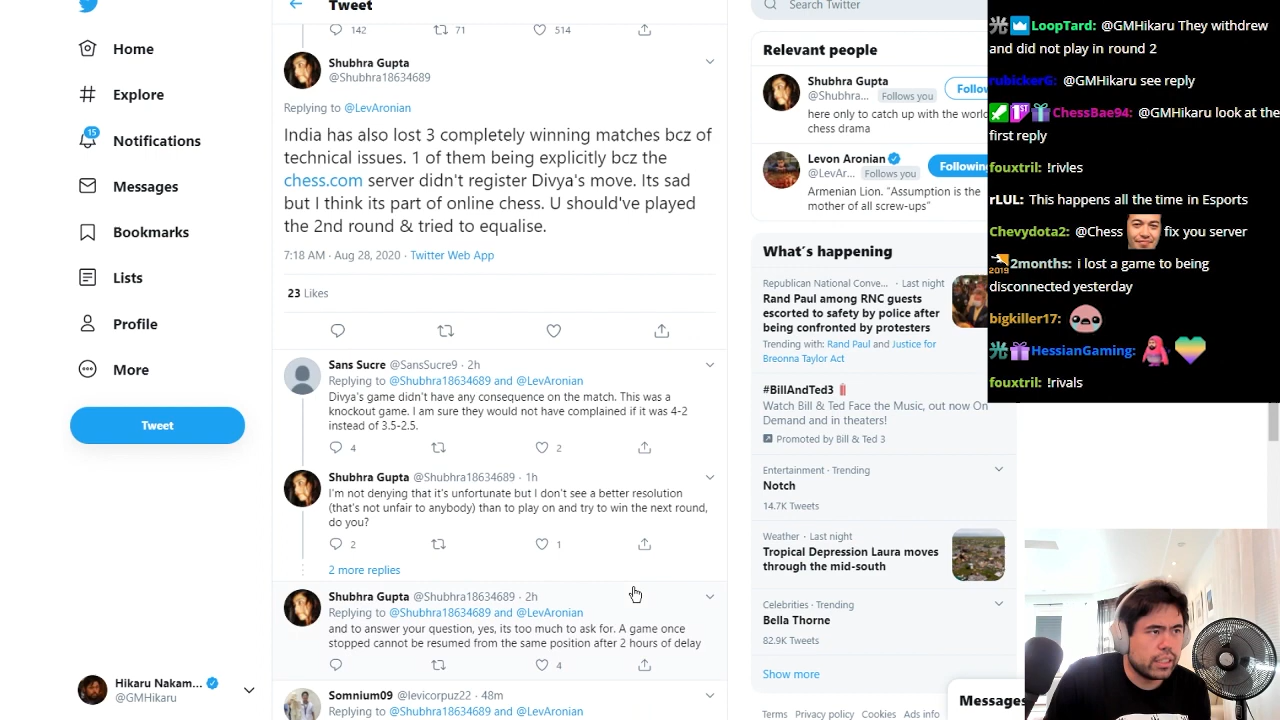 Home
Explore
15
Notifications
Messages
Bookmarks
Lists
Profile
More
Tweet
Hikaru Nakam...
@GMHikaru
Tweet
142
71
514
Shubhra Gupta
@Shubhra18634689
Replying to @LevAronian
India has also lost 3 completely winning matches bcz of
technical issues. 1 of them being explicitly bcz the
chess.com server didn't register Divya's move. Its sad
but I think its part of online chess. U should've played
the 2nd round & tried to equalise.
7:18 AM · Aug 28, 2020 · Twitter Web App
23 Likes
Sans Sucre @SansSucre9 · 2h
Replying to @Shubhra18634689 and @LevAronian
Divya's game didn't have any consequence on the match. This was a
knockout game. I am sure they would not have complained if it was 4-2
instead of 3.5-2.5.
4
2
Shubhra Gupta @Shubhra18634689 · 1h
I'm not denying that it's unfortunate but I don't see a better resolution
(that's not unfair to anybody) than to play on and try to win the next round,
do you?
2
1
2 more replies
Shubhra Gupta @Shubhra18634689 · 2h
Replying to @Shubhra18634689 and @LevAronian
and to answer your question, yes, its too much to ask for. A game once
stopped cannot be resumed from the same position after 2 hours of delay
4
Somnium09 @levicorpuz22 · 48m
Replying to @Shubhra18634689 and @LevAronian
Search Twitter
Relevant people
Shubhra Gupta
@Shubhra... Follows you
Follow
here only to catch up with the world
chess drama
Levon Aronian
@LevAr... Follows you
Following
Armenian Lion. "Assumption is the
mother of all screw-ups"
What's happening
Republican National Conve... · Last night
Rand Paul among RNC guests
escorted to safety by police after
being confronted by protesters
Trending with: Rand Paul and Justice for
Breonna Taylor Act
#BillAndTed3
Watch Bill & Ted Face the Music, out now On
Demand and in theaters!
Promoted by Bill & Ted 3
Entertainment · Trending
Notch
14.7K Tweets
Weather · Last night
Tropical Depression Laura moves
through the mid-south
Celebrities · Trending
Bella Thorne
82.9K Tweets
Show more
Terms Privacy policy Cookies Ads info
Messages
光 LoopTard: @GMHikaru They withdrew
and did not play in round 2
rubickerG: @GMHikaru see reply
1ST ChessBae94: @GMHikaru look at the
first reply
fouxtril: !rivles
rLUL: This happens all the time in Esports
Chevydota2: @Chess fix you server
2019 2months: i lost a game to being
disconnected yesterday
bigkiller17:
光 HessianGaming:
fouxtril: !rivals